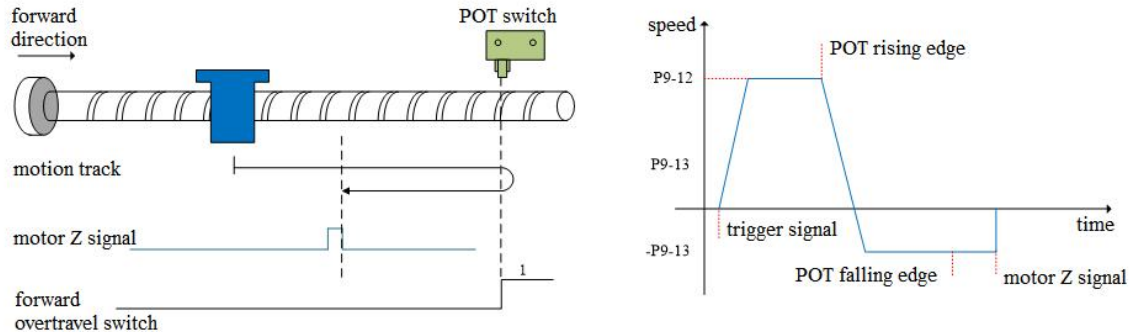 forward
direction
POT switch
motion track
motor Z signal
1
forward
overtravel switch
speed
POT rising edge
P9-12
P9-13
trigger signal
time
-P9-13
POT falling edge
motor Z signal